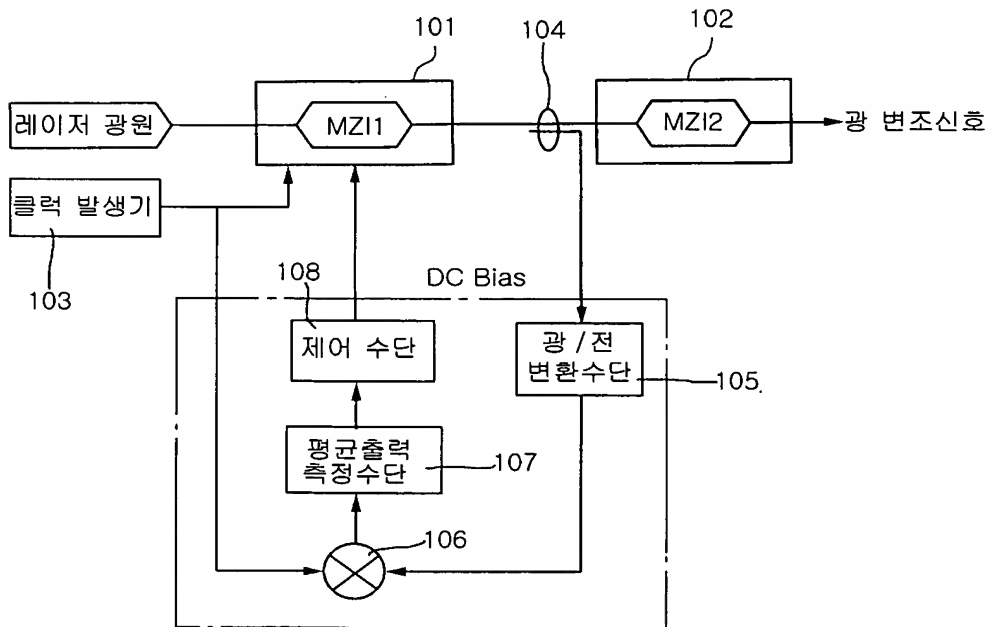 101
104
102
레이저 광원
MZI1
MZI2
광 변조신호
클럭 발생기
103
108
DC Bias
제어 수단
광 / 전
변환수단
105.
평균출력
측정수단
107
106